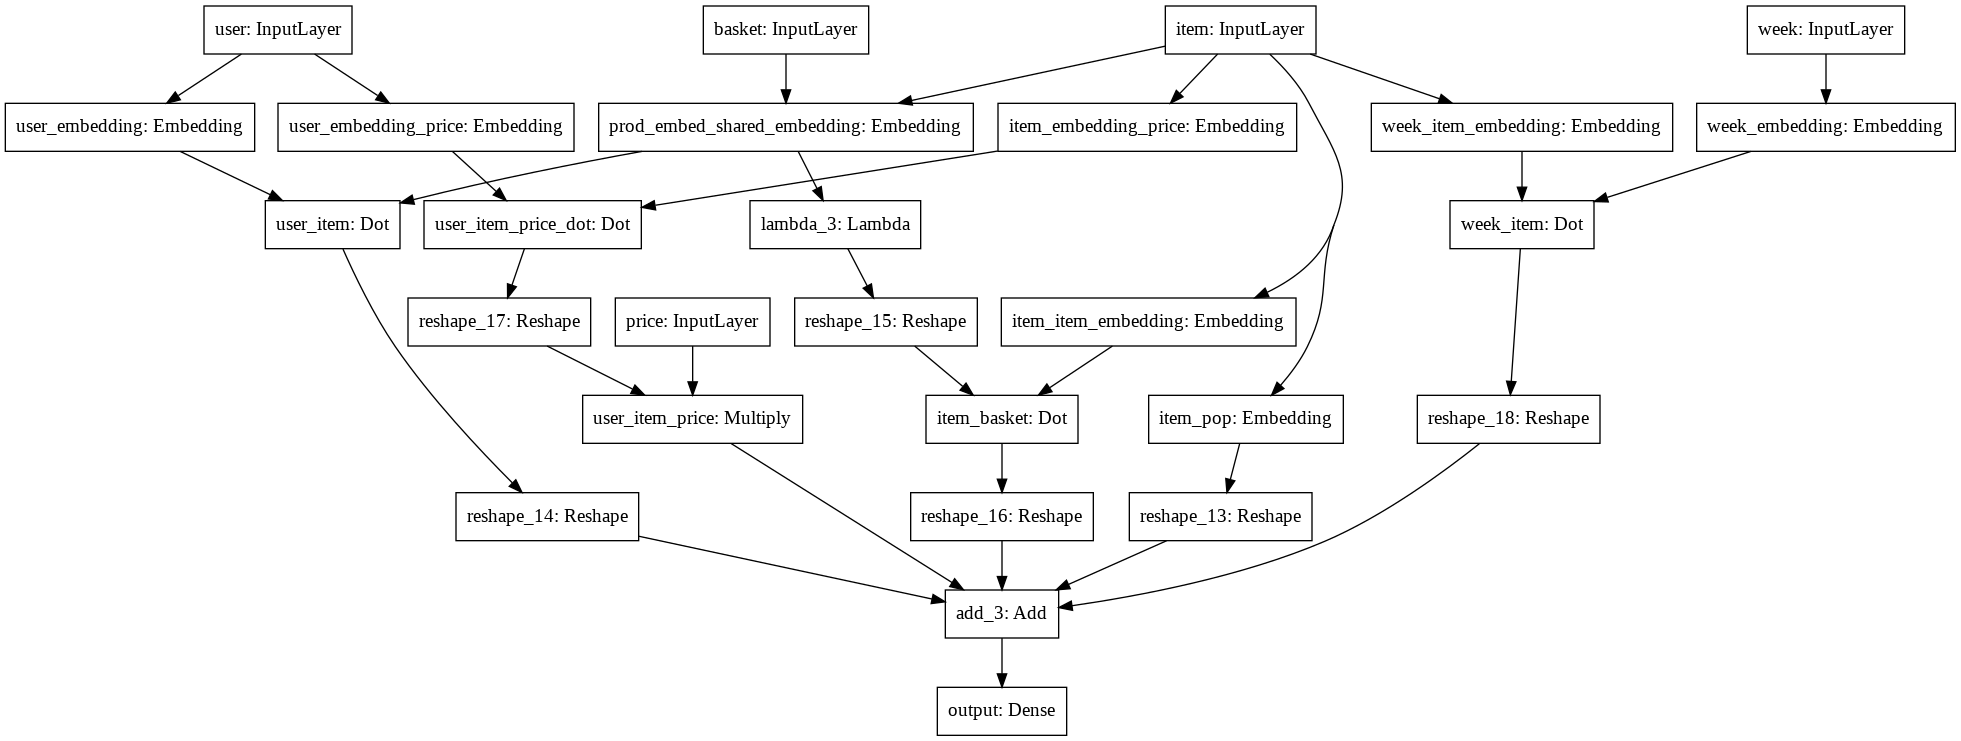 user: InputLayer
basket: InputLayer
item: InputLayer
week: InputLayer
user_embedding: Embedding
user_embedding_price: Embedding
prod_embed_shared_embedding: Embedding
item_embedding_price: Embedding
week_item_embedding: Embedding
week_embedding: Embedding
user_item: Dot
user_item_price_dot: Dot
lambda_3: Lambda
week_item: Dot
reshape_17: Reshape
price: InputLayer
reshape_15: Reshape
item_item_embedding: Embedding
user_item_price: Multiply
item_basket: Dot
item_pop: Embedding
reshape_18: Reshape
reshape_14: Reshape
reshape_16: Reshape
reshape_13: Reshape
add_3: Add
output: Dense